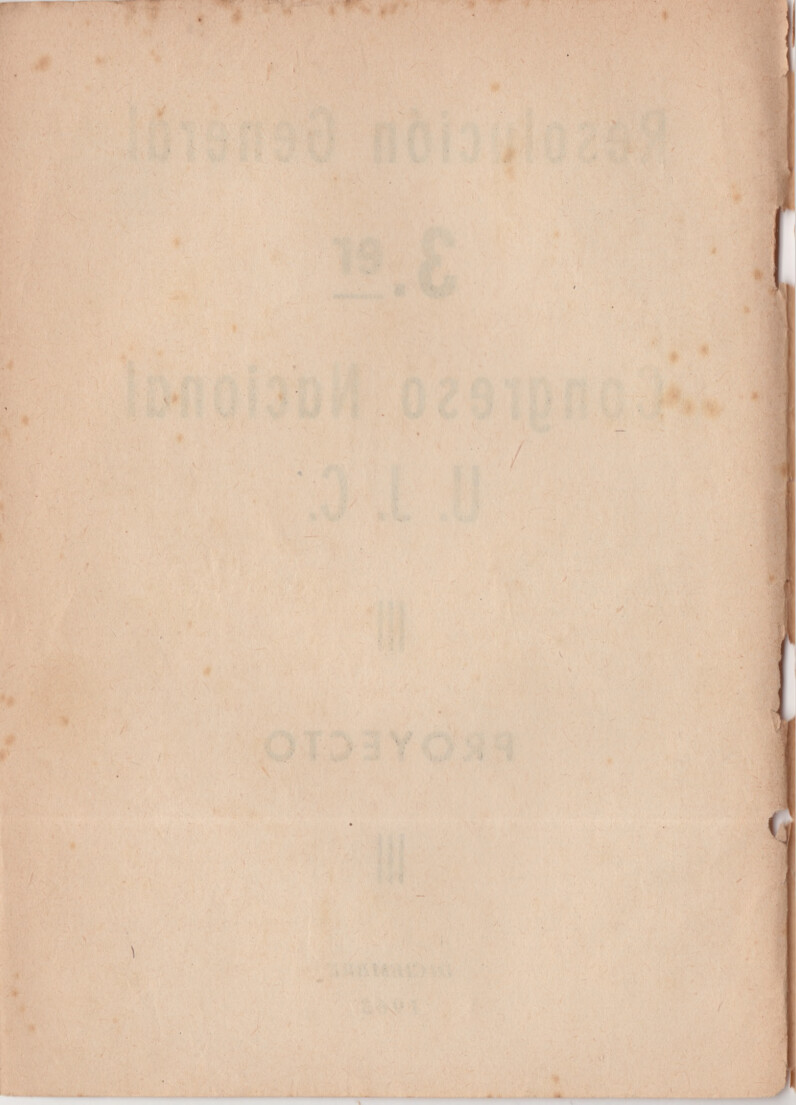 Resolución General
3.er
Congreso Nacional
U. J. C.
PROYECTO